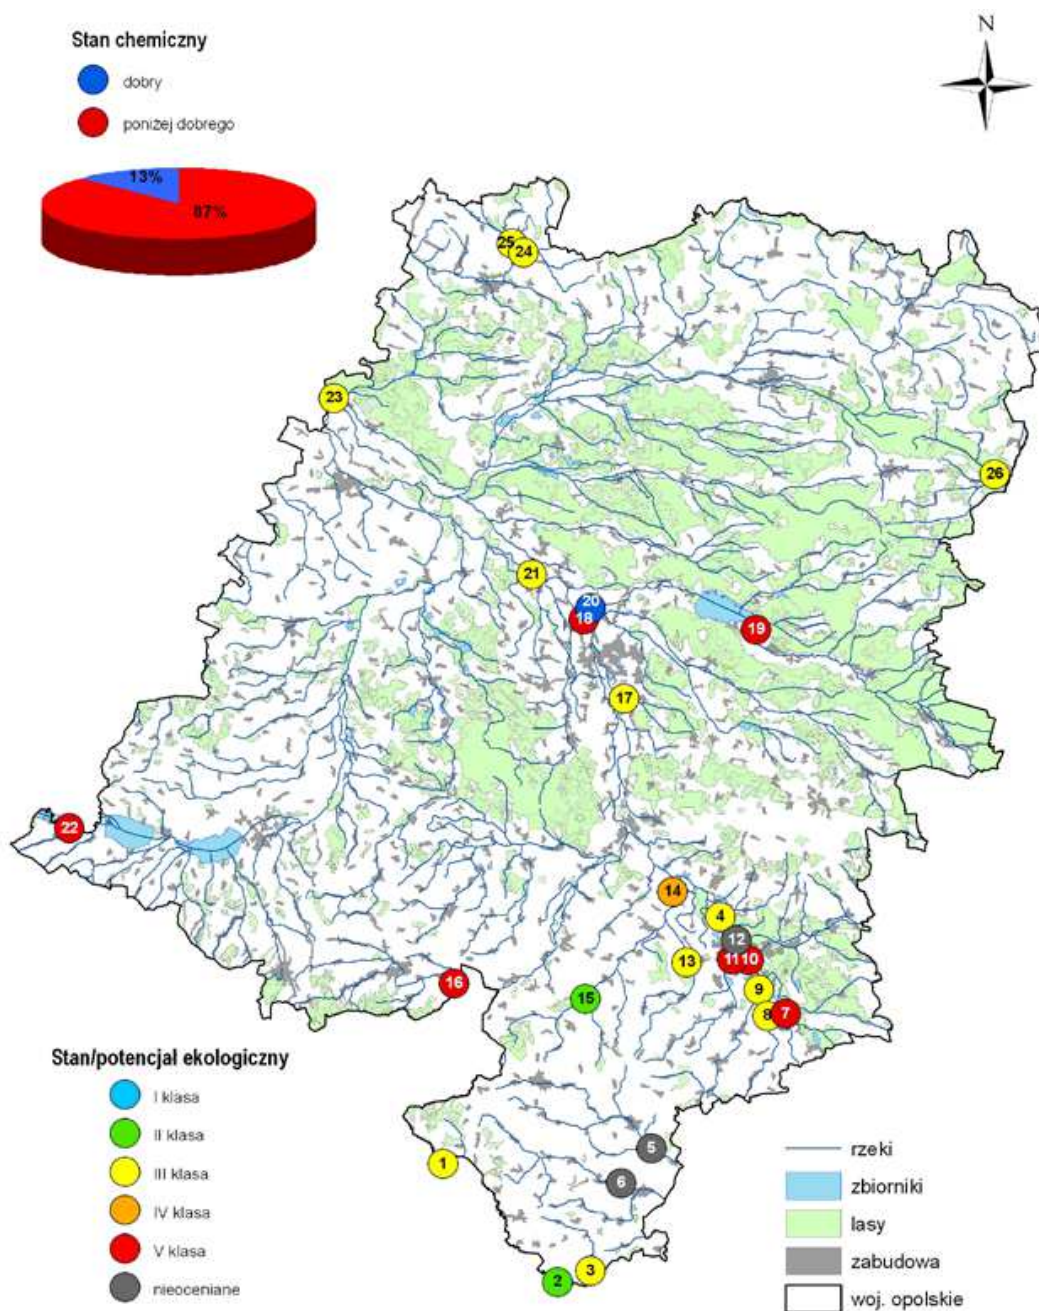 Stan chemiczny
dobry
poniżej dobrego
13%
87%
N
25
24
23
26
21
20
18
19
17
22
14
4
12
13
11
10
16
15
9
8
7
Stan/potencjał ekologiczny
I klasa
II klasa
III klasa
IV klasa
V klasa
nieoceniane
1
5
6
3
2
rzeki
zbiorniki
lasy
zabudowa
woj. opolskie